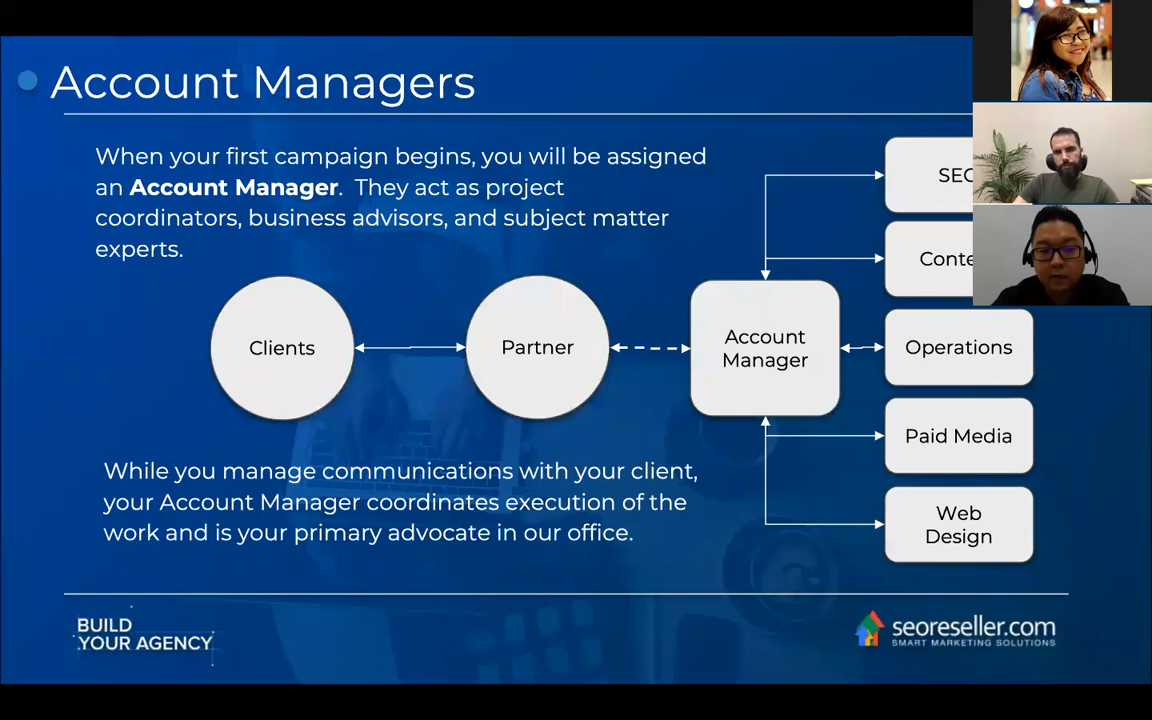 Account Managers
When your first campaign begins, you will be assigned
an Account Manager.  They act as project
coordinators, business advisors, and subject matter
experts.
Clients
Partner
Account
Manager
SEO
Conte
Operations
Paid Media
Web
Design
While you manage communications with your client,
your Account Manager coordinates execution of the
work and is your primary advocate in our office.
BUILD
YOUR AGENCY
seoreseller.com
SMART MARKETING SOLUTIONS